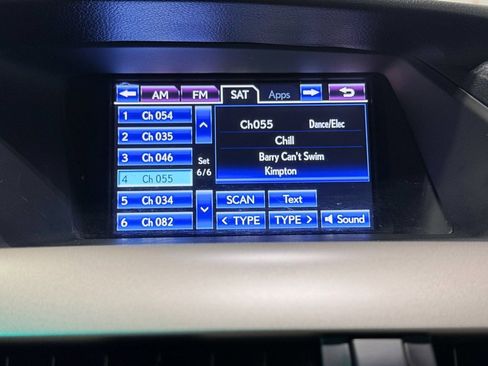 AM FM SAT Apps
1 Ch 054
2 Ch 035
3 Ch 046
4 Ch 055
5 Ch 034
6 Ch 082
Set
6/6
Ch055 Dance/Elec
Chill
Barry Can't Swim
Kimpton
SCAN Text
< TYPE TYPE > Sound